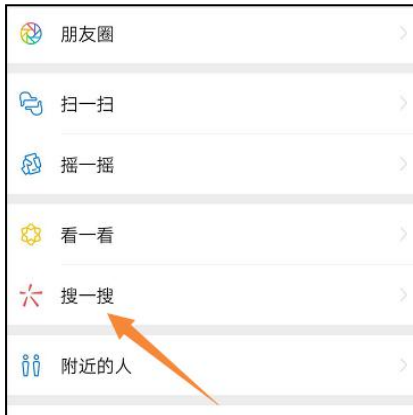 朋友圈
扫一扫
摇一摇
看一看
搜一搜
附近的人